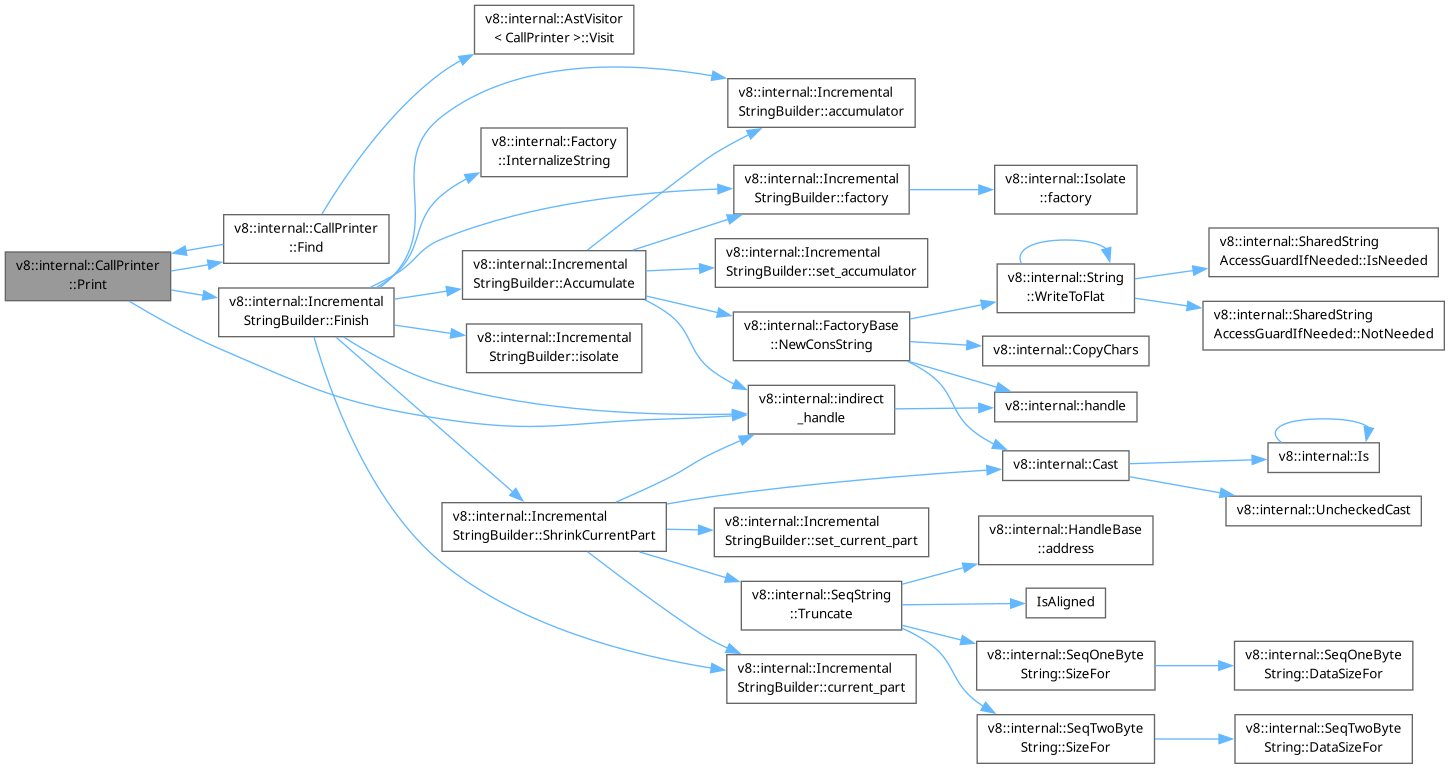 v8::internal::CallPrinter
::Print
v8::internal::CallPrinter
::Find
v8::internal::Incremental
StringBuilder::Finish
v8::internal::AstVisitor
< CallPrinter >::Visit
v8::internal::Factory
::InternalizeString
v8::internal::Incremental
StringBuilder::Accumulate
v8::internal::Incremental
StringBuilder::isolate
v8::internal::Incremental
StringBuilder::ShrinkCurrentPart
v8::internal::Incremental
StringBuilder::accumulator
v8::internal::Incremental
StringBuilder::factory
v8::internal::Incremental
StringBuilder::set_accumulator
v8::internal::FactoryBase
::NewConsString
v8::internal::indirect
_handle
v8::internal::Incremental
StringBuilder::set_current_part
v8::internal::SeqString
::Truncate
v8::internal::Incremental
StringBuilder::current_part
v8::internal::Isolate
::factory
v8::internal::String
::WriteToFlat
v8::internal::CopyChars
v8::internal::handle
v8::internal::Cast
v8::internal::HandleBase
::address
IsAligned
v8::internal::SeqOneByte
String::SizeFor
v8::internal::SeqTwoByte
String::SizeFor
v8::internal::SharedString
AccessGuardIfNeeded::IsNeeded
v8::internal::SharedString
AccessGuardIfNeeded::NotNeeded
v8::internal::Is
v8::internal::UncheckedCast
v8::internal::SeqOneByte
String::DataSizeFor
v8::internal::SeqTwoByte
String::DataSizeFor